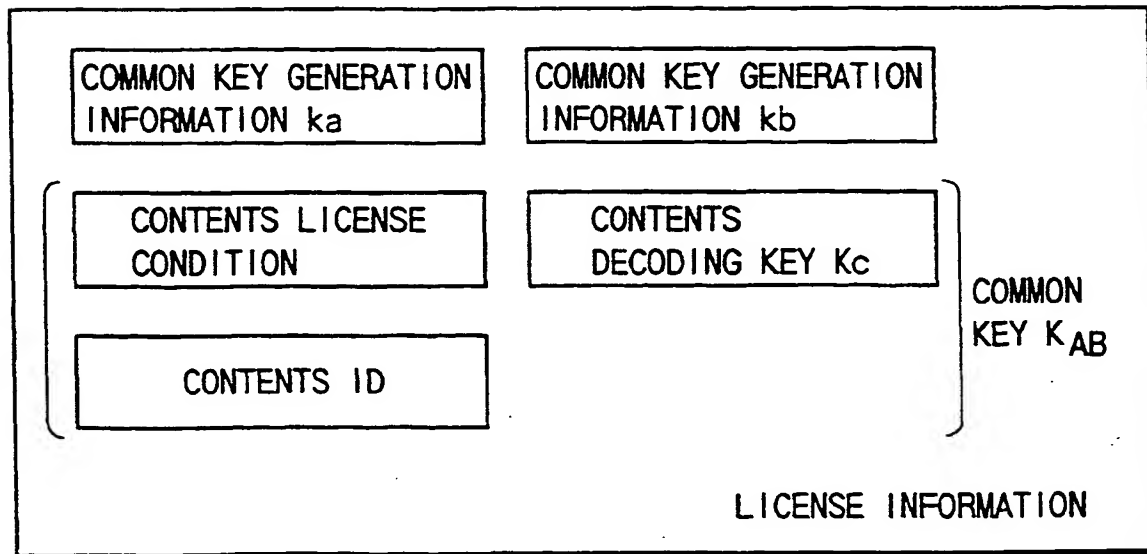 COMMON KEY GENERATION
INFORMATION ka
COMMON KEY GENERATION
INFORMATION kb
CONTENTS LICENSE
CONDITION
CONTENTS
DECODING KEY Kc
COMMON
KEY KAB
CONTENTS ID
LICENSE INFORMATION